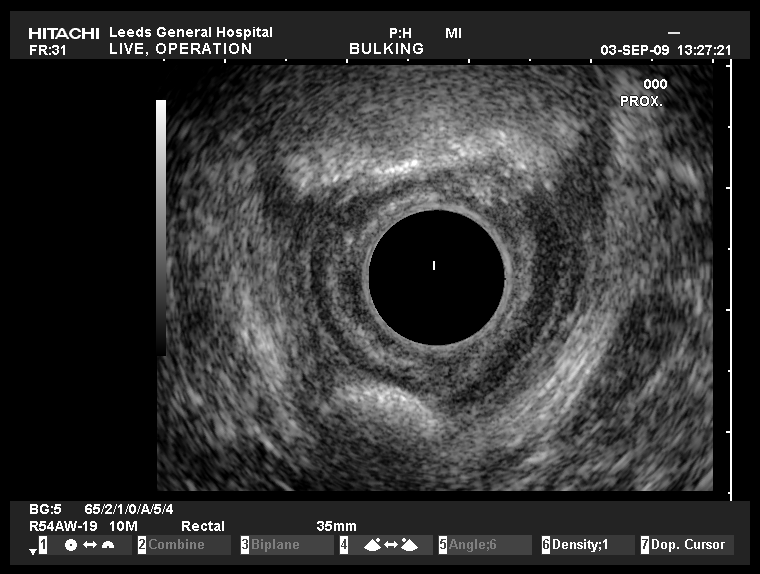 HITACHI Leeds General Hospital P:H MI
FR:31 LIVE, OPERATION BULKING 03-SEP-09 13:27:21
000
PROX.
BG:5 65/2/1/0/A/5/4
R54AW-19 10M Rectal 35mm
1 2 Combine 3 Biplane 4 5 Angle;6 6 Density;1 7 Dop. Cursor